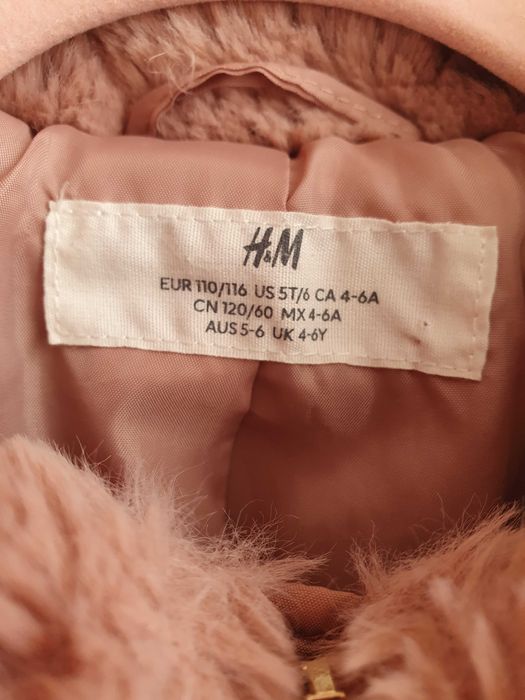 H&M
EUR 110/116 US 5T/6 CA 4-6A
CN 120/60 MX 4-6A
AUS 5-6 UK 4-6Y